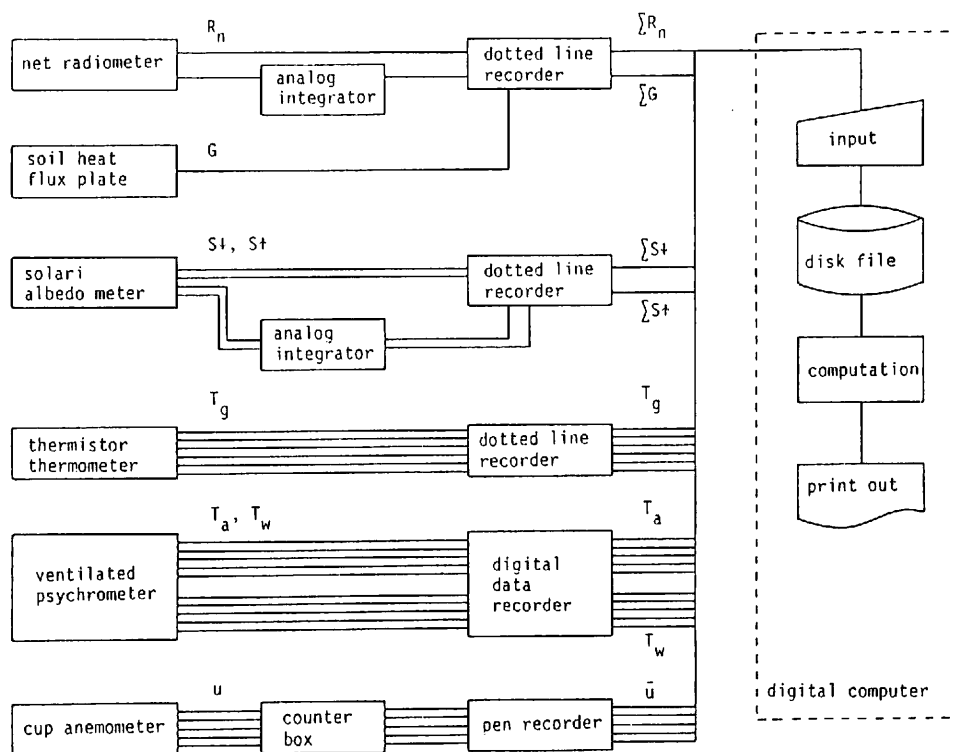 R_n
∑R_n
net radiometer
analog
integrator
dotted line
recorder
∑G
soil heat
flux plate
G
S↓, S↑
∑S↓
solari
albedo meter
analog
integrator
dotted line
recorder
∑S↑
T_g
T_g
thermistor
thermometer
dotted line
recorder
T_a, T_w
T_a
ventilated
psychrometer
digital
data
recorder
T_w
u
ū
cup anemometer
counter
box
pen recorder
input
disk file
computation
print out
digital computer